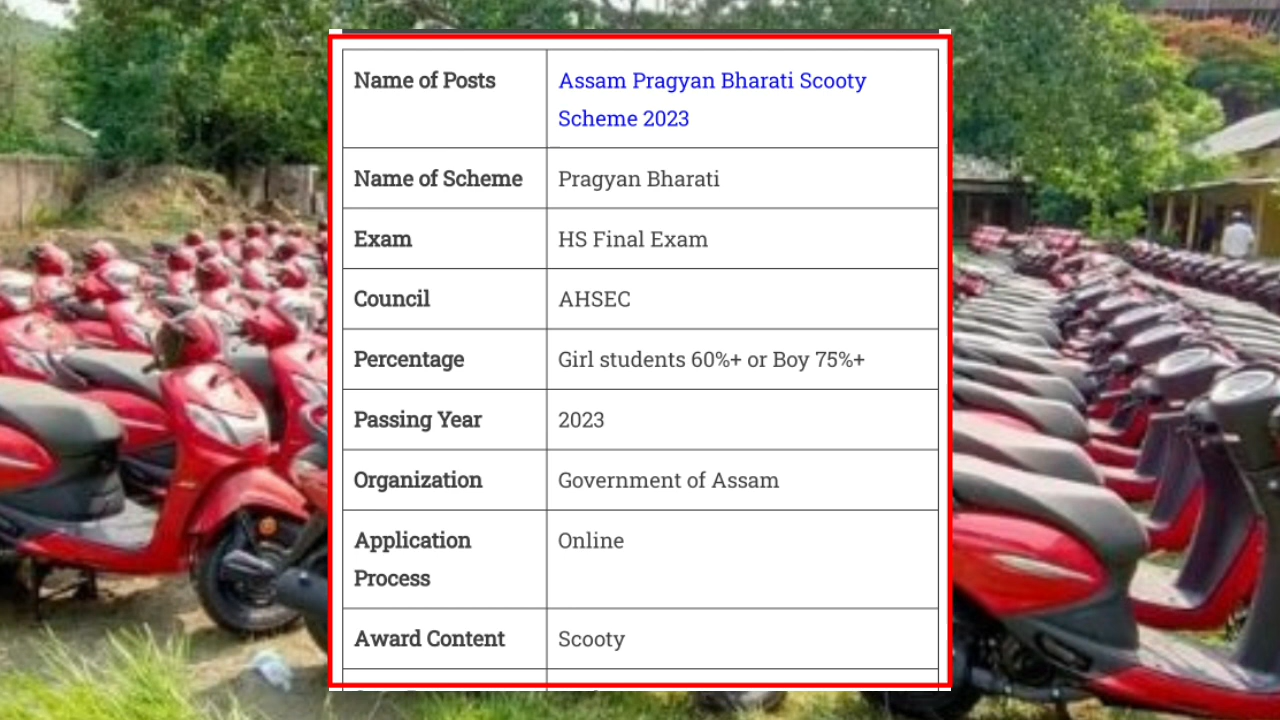 Name of Posts
Assam Pragyan Bharati Scooty
Scheme 2023
Name of Scheme
Pragyan Bharati
Exam
HS Final Exam
Council
AHSEC
Percentage
Girl students 60%+ or Boy 75%+
Passing Year
2023
Organization
Government of Assam
Application
Process
Online
Award Content
Scooty